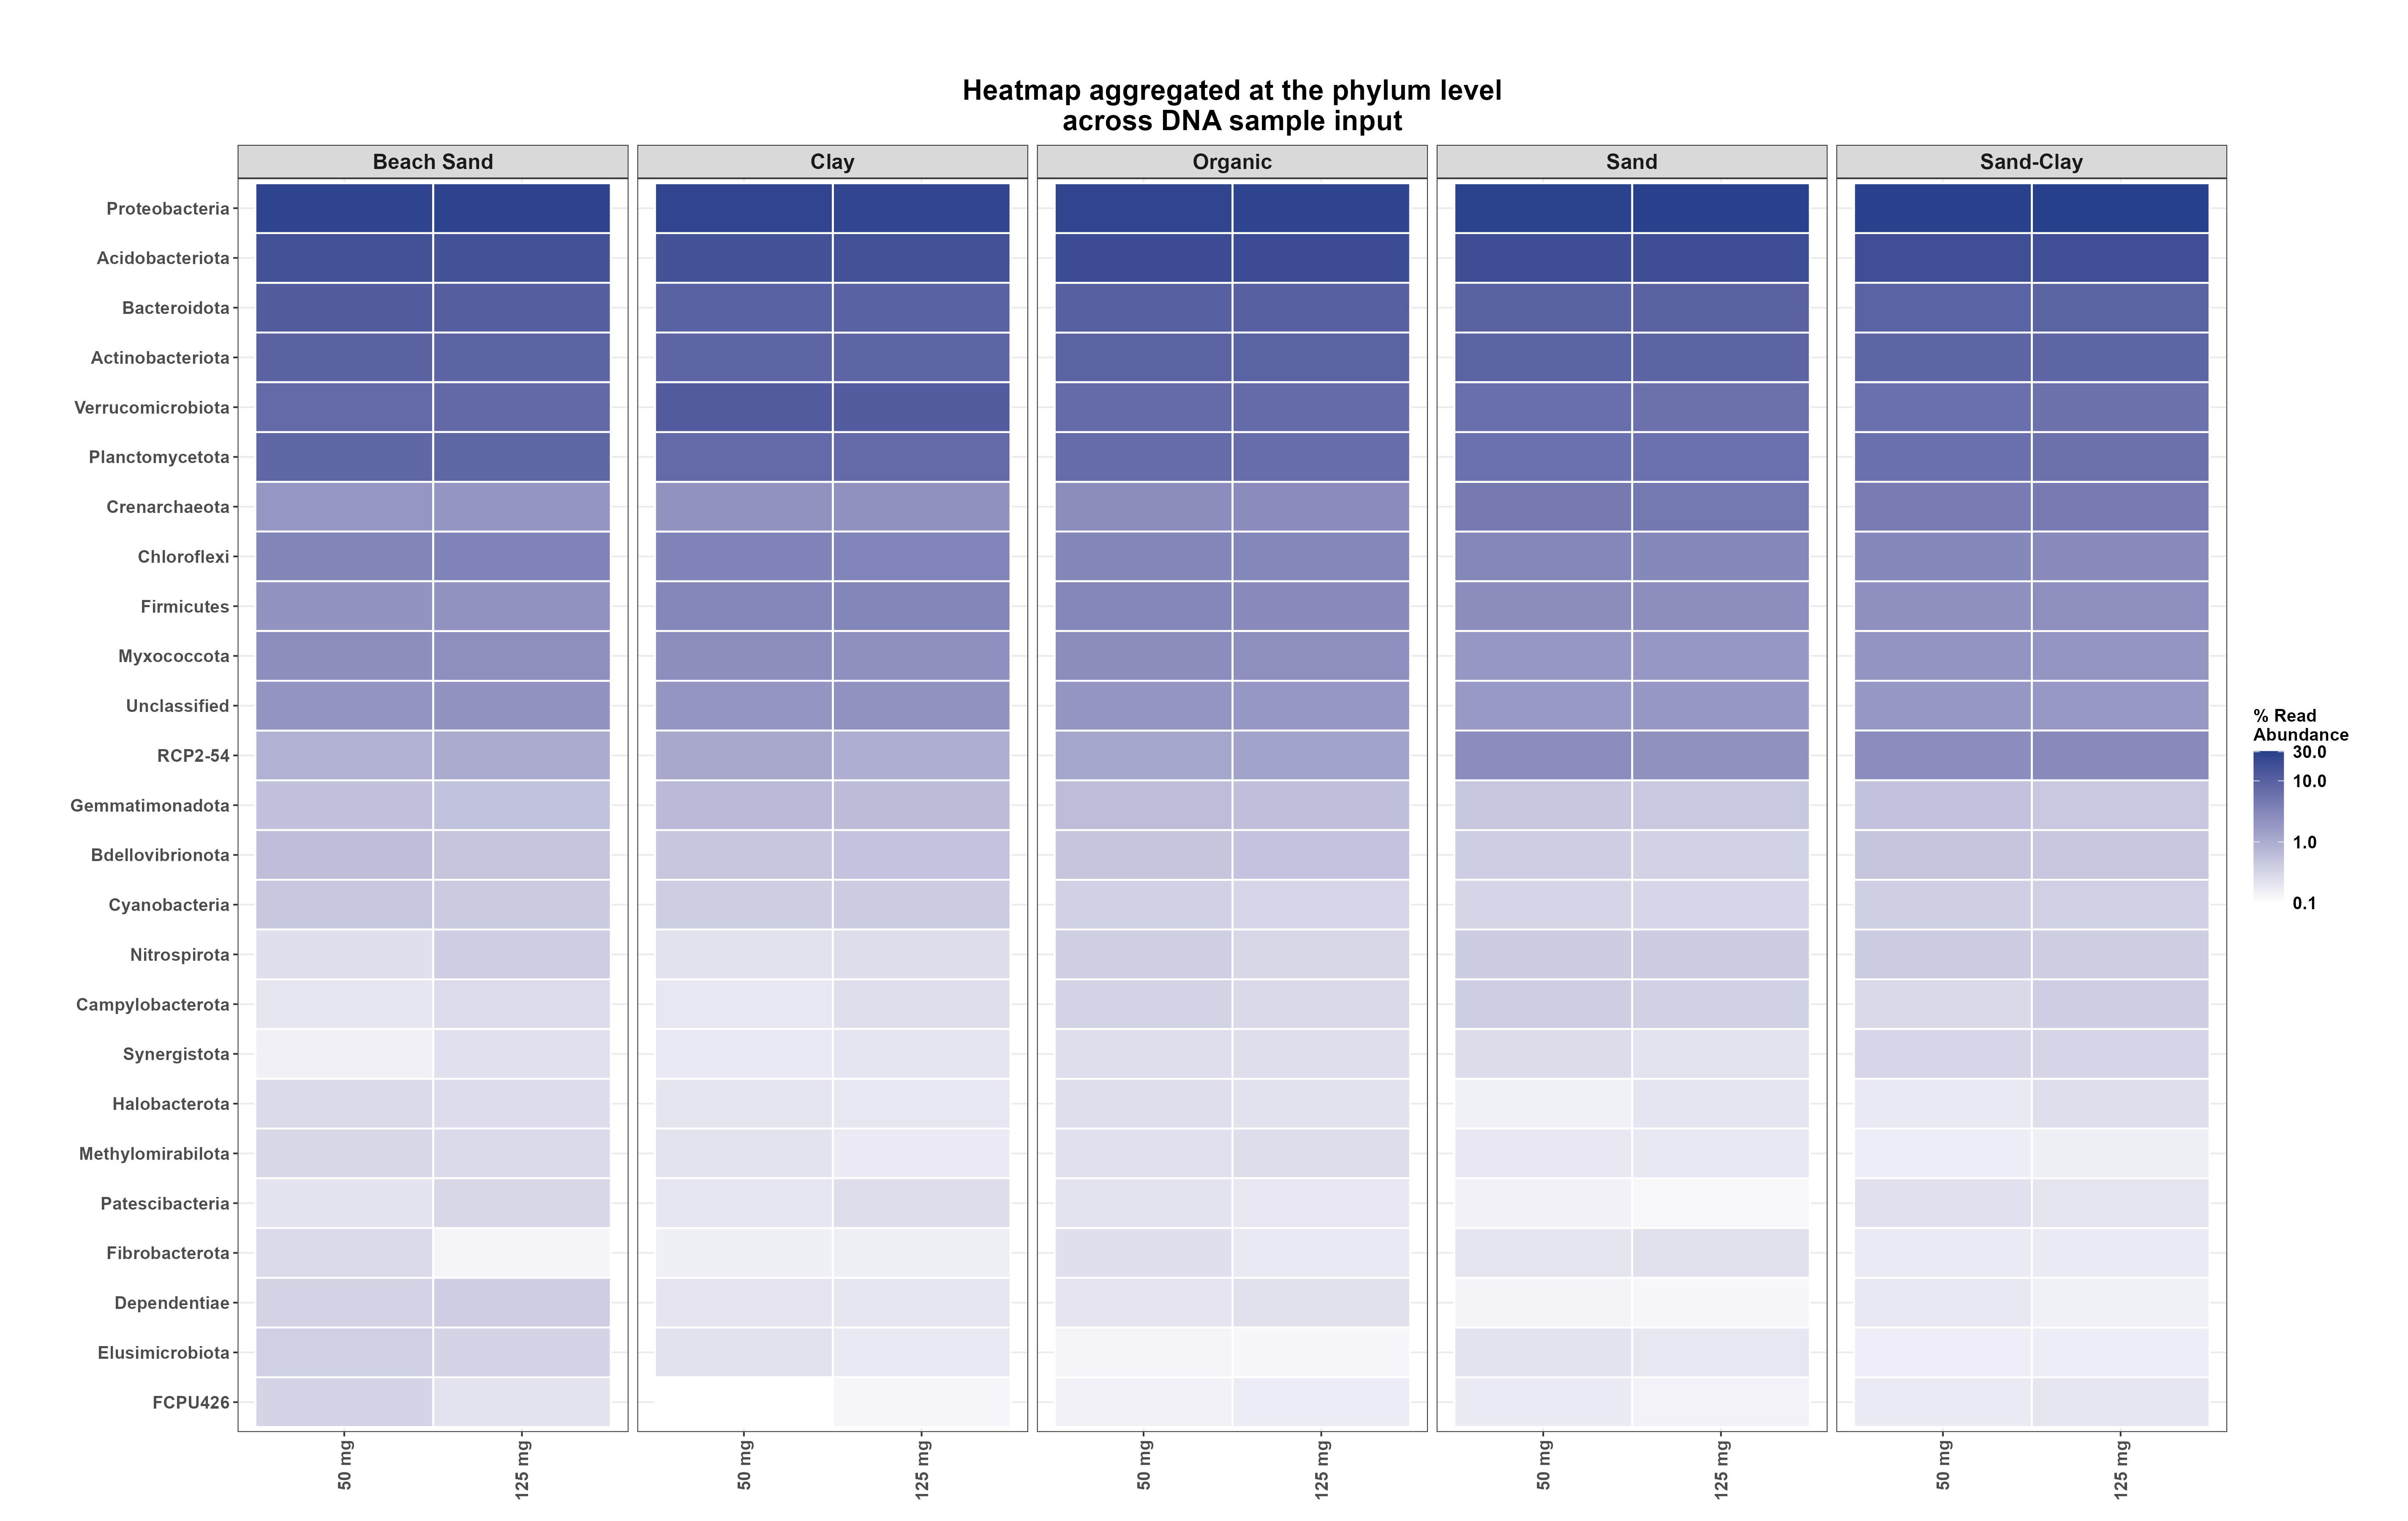 Heatmap aggregated at the phylum level
across DNA sample input
Beach Sand
Clay
Organic
Sand
Sand-Clay
Proteobacteria
Acidobacteriota
Bacteroidota
Actinobacteriota
Verrucomicrobiota
Planctomycetota
Crenarchaeota
Chloroflexi
Firmicutes
Myxococcota
Unclassified
RCP2-54
Gemmatimonadota
Bdellovibrionota
Cyanobacteria
Nitrospirota
Campylobacterota
Synergistota
Halobacterota
Methylomirabilota
Patescibacteria
Fibrobacterota
Dependentiae
Elusimicrobiota
FCPU426
50 mg
125 mg
50 mg
125 mg
50 mg
125 mg
50 mg
125 mg
50 mg
125 mg
% Read
Abundance
30.0
10.0
1.0
0.1